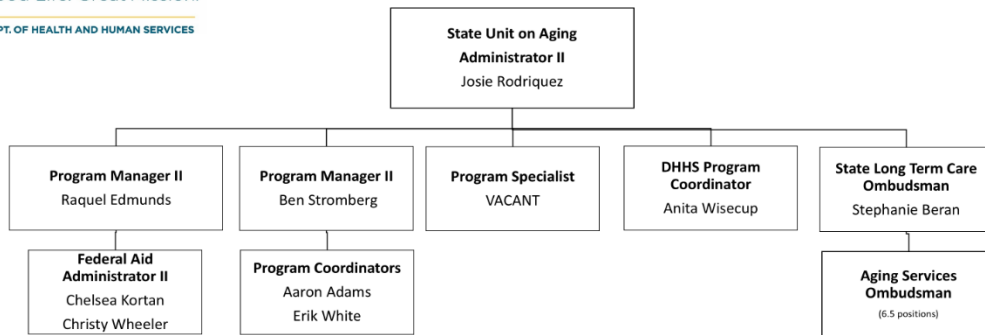 PT. OF HEALTH AND HUMAN SERVICES
State Unit on Aging
Administrator II
Josie Rodriquez
Program Manager II
Raquel Edmunds
Program Manager II
Ben Stromberg
Program Specialist
VACANT
DHHS Program
Coordinator
Anita Wisecup
State Long Term Care
Ombudsman
Stephanie Beran
Federal Aid
Administrator II
Chelsea Kortan
Christy Wheeler
Program Coordinators
Aaron Adams
Erik White
Aging Services
Ombudsman
(6.5 positions)